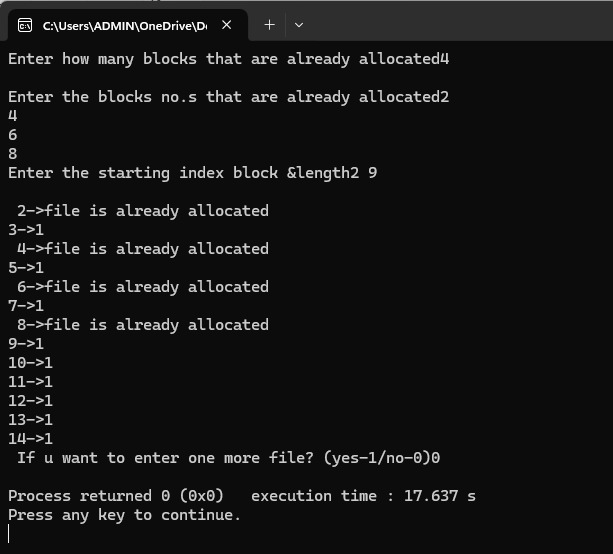 C:\Users\ADMIN\OneDrive\De
Enter how many blocks that are already allocated4
Enter the blocks no.s that are already allocated2
4
6
8
Enter the starting index block &length2 9
 2->file is already allocated
3->1
 4->file is already allocated
5->1
 6->file is already allocated
7->1
 8->file is already allocated
9->1
10->1
11->1
12->1
13->1
14->1
 If u want to enter one more file? (yes-1/no-0)0
Process returned 0 (0x0)   execution time : 17.637 s
Press any key to continue.